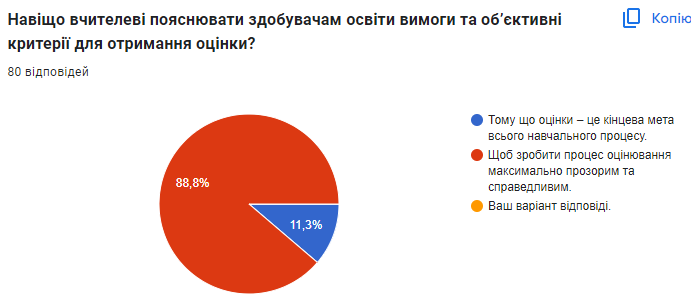 Навіщо вчителеві пояснювати здобувачам освіти вимоги та об’єктивні
критерії для отримання оцінки?
Копію
80 відповідей
88,8%
11,3%
Тому що оцінки – це кінцева мета
всього навчального процесу.
Щоб зробити процес оцінювання
максимально прозорим та
справедливим.
Ваш варіант відповіді.